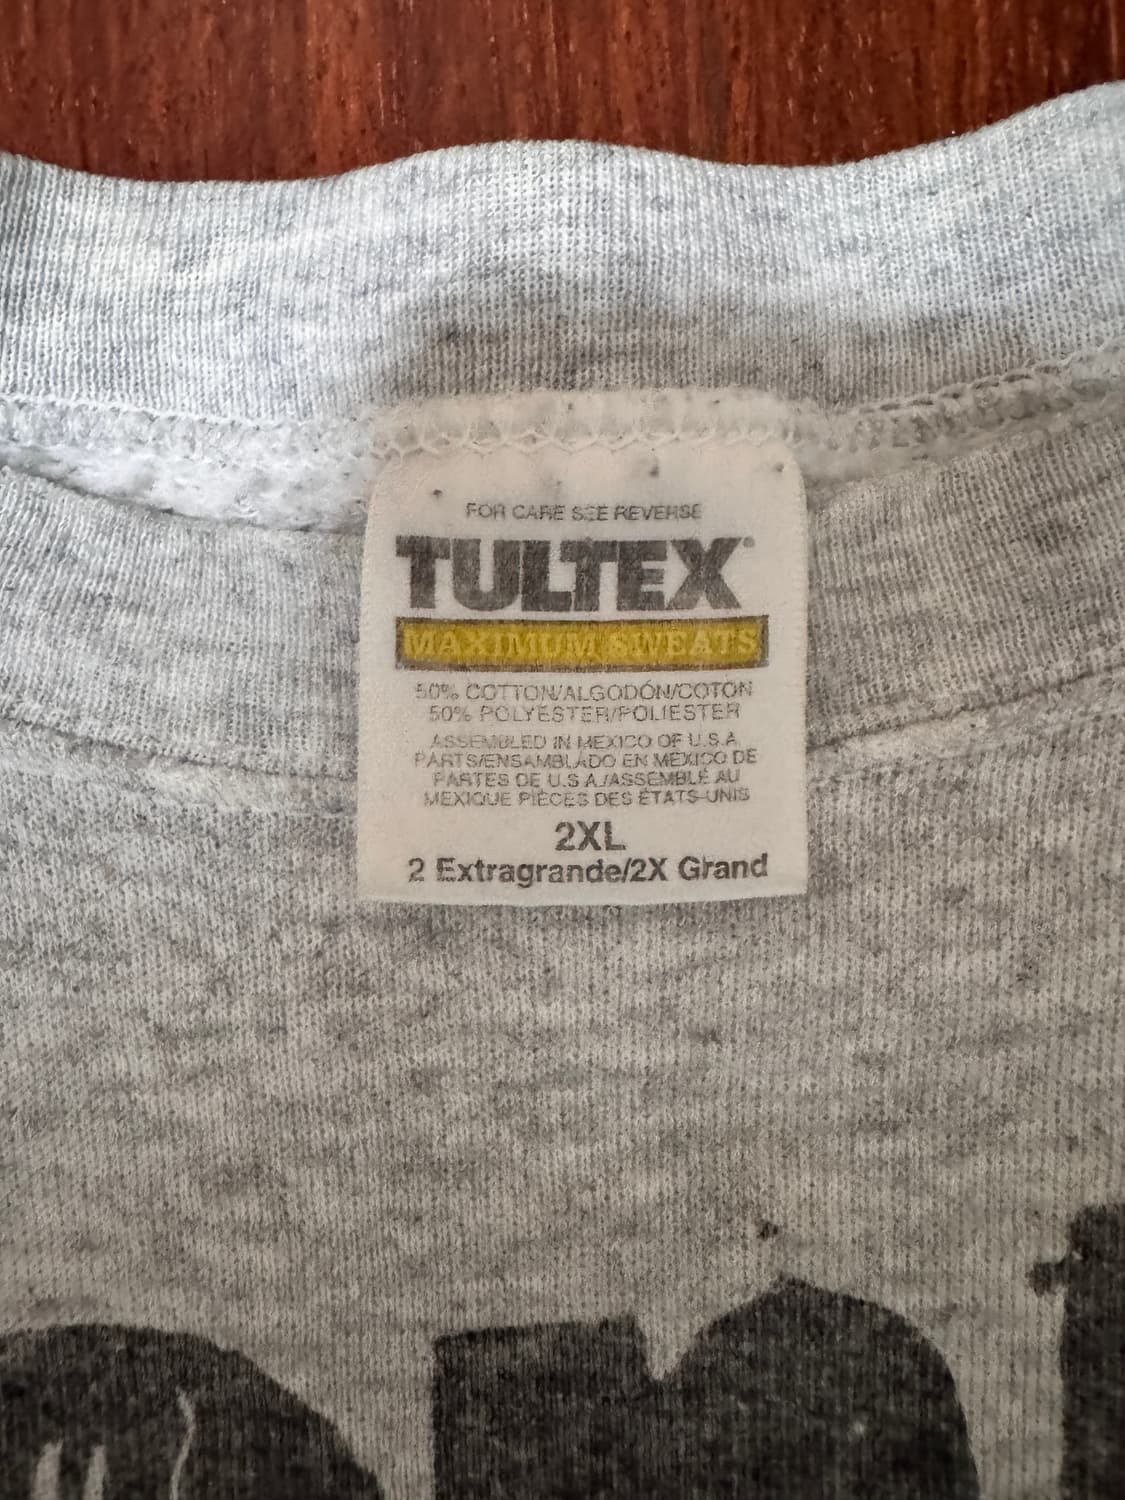 FOR CARE SEE REVERSE
TULTEX®
MAXIMUM SWEATS
50% COTTON/ALGODÓN/COTON
50% POLYESTER/POLIESTER
ASSEMBLED IN MEXICO OF U.S.A.
PARTS/ENSAMBLADO EN MEXICO DE
PARTES DE U.S.A./ASSEMBLÉ AU
MEXIQUE PIÈCES DES ÉTATS-UNIS
2XL
2 Extragrande/2X Grand